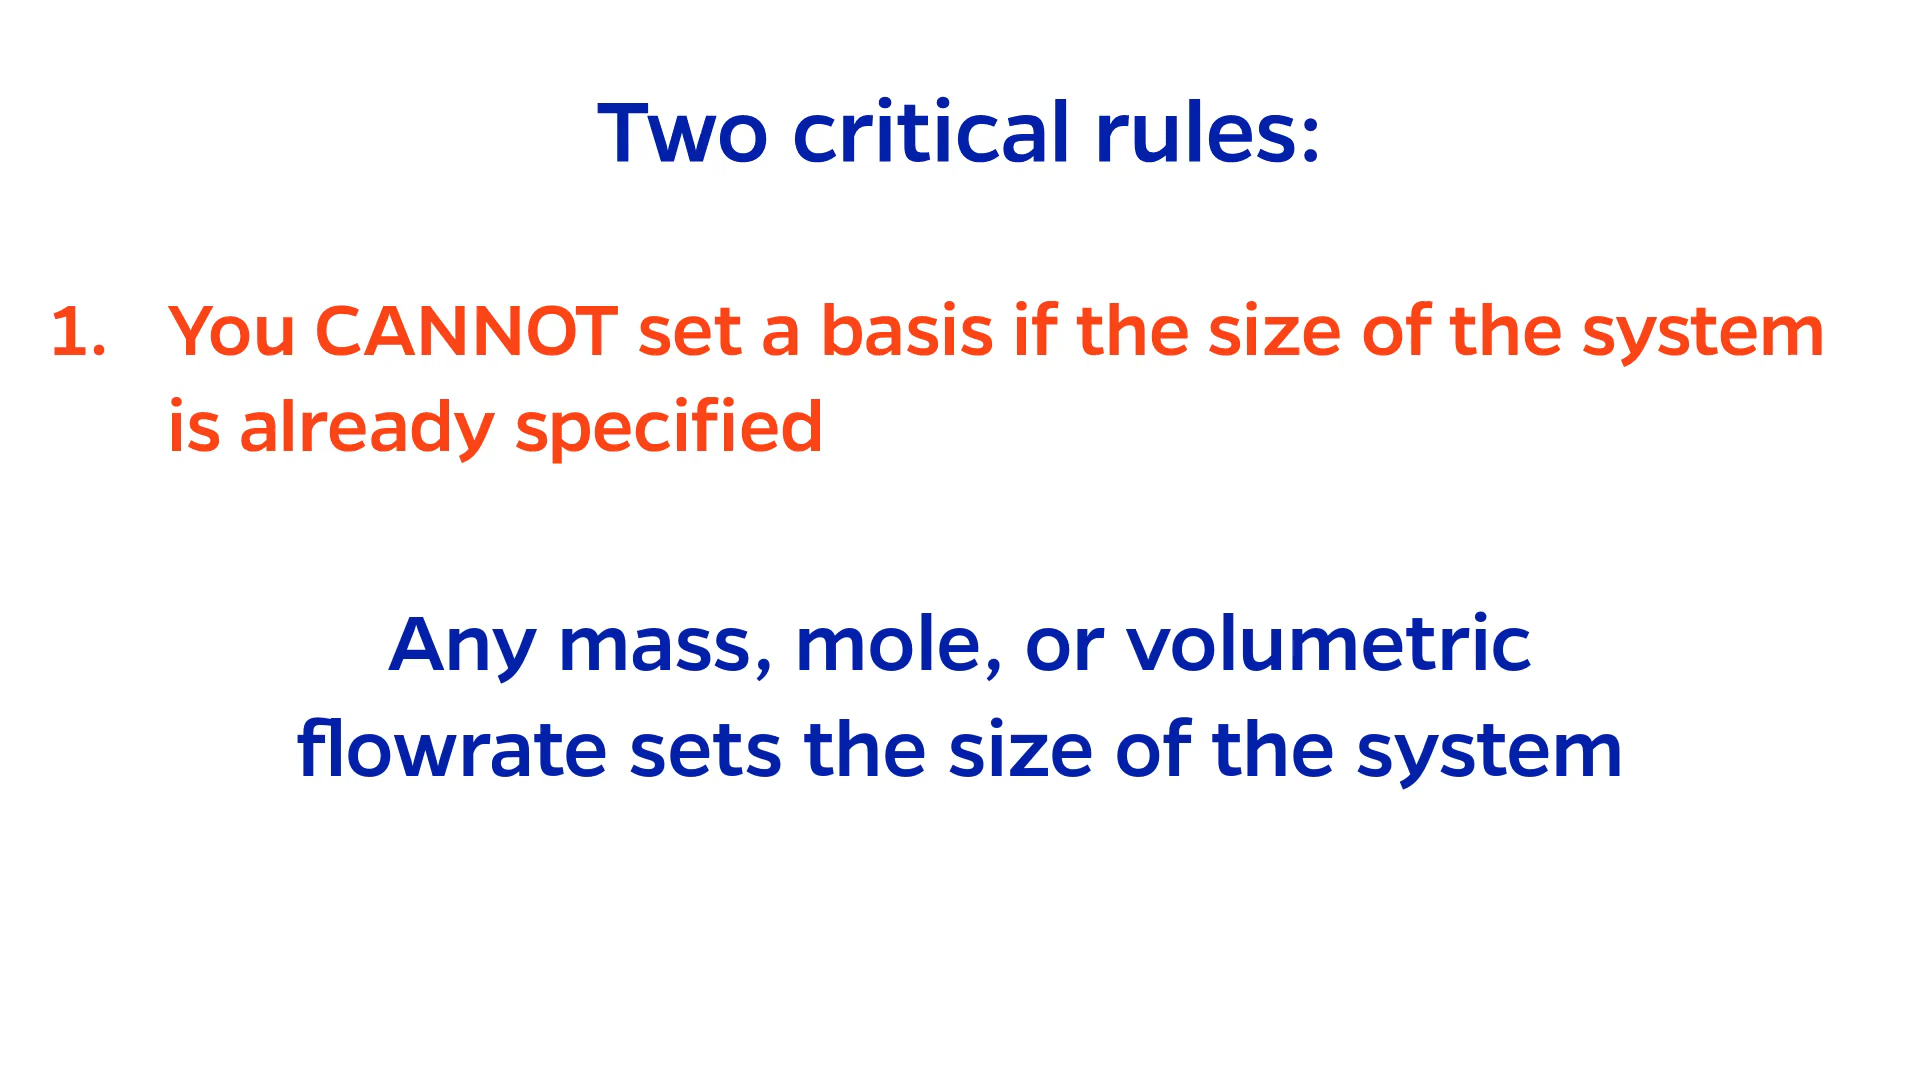 Two critical rules:
1. You CANNOT set a basis if the size of the system
is already specified
Any mass, mole, or volumetric
flowrate sets the size of the system